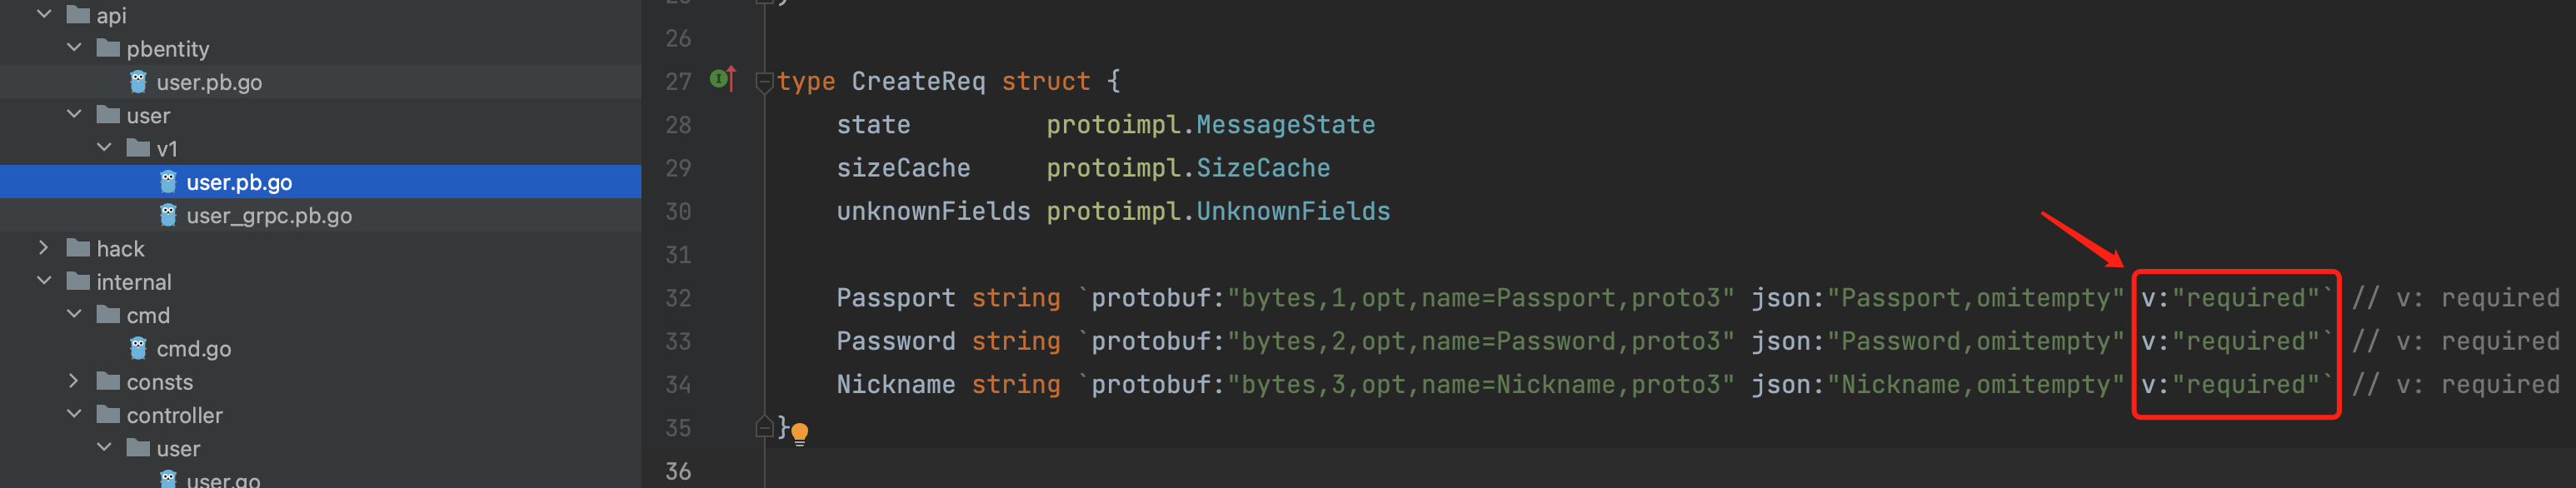 api
pbentity
user.pb.go
user
v1
user.pb.go
user_grpc.pb.go
hack
internal
cmd
cmd.go
consts
controller
user
user.go
26
27 type CreateReq struct {
28 state protoimpl.MessageState
29 sizeCache protoimpl.SizeCache
30 unknownFields protoimpl.UnknownFields
31
32 Passport string `protobuf:"bytes,1,opt,name=Passport,proto3" json:"Passport,omitempty" v:"required"` // v: required
33 Password string `protobuf:"bytes,2,opt,name=Password,proto3" json:"Password,omitempty" v:"required"` // v: required
34 Nickname string `protobuf:"bytes,3,opt,name=Nickname,proto3" json:"Nickname,omitempty" v:"required"` // v: required
35 }
36